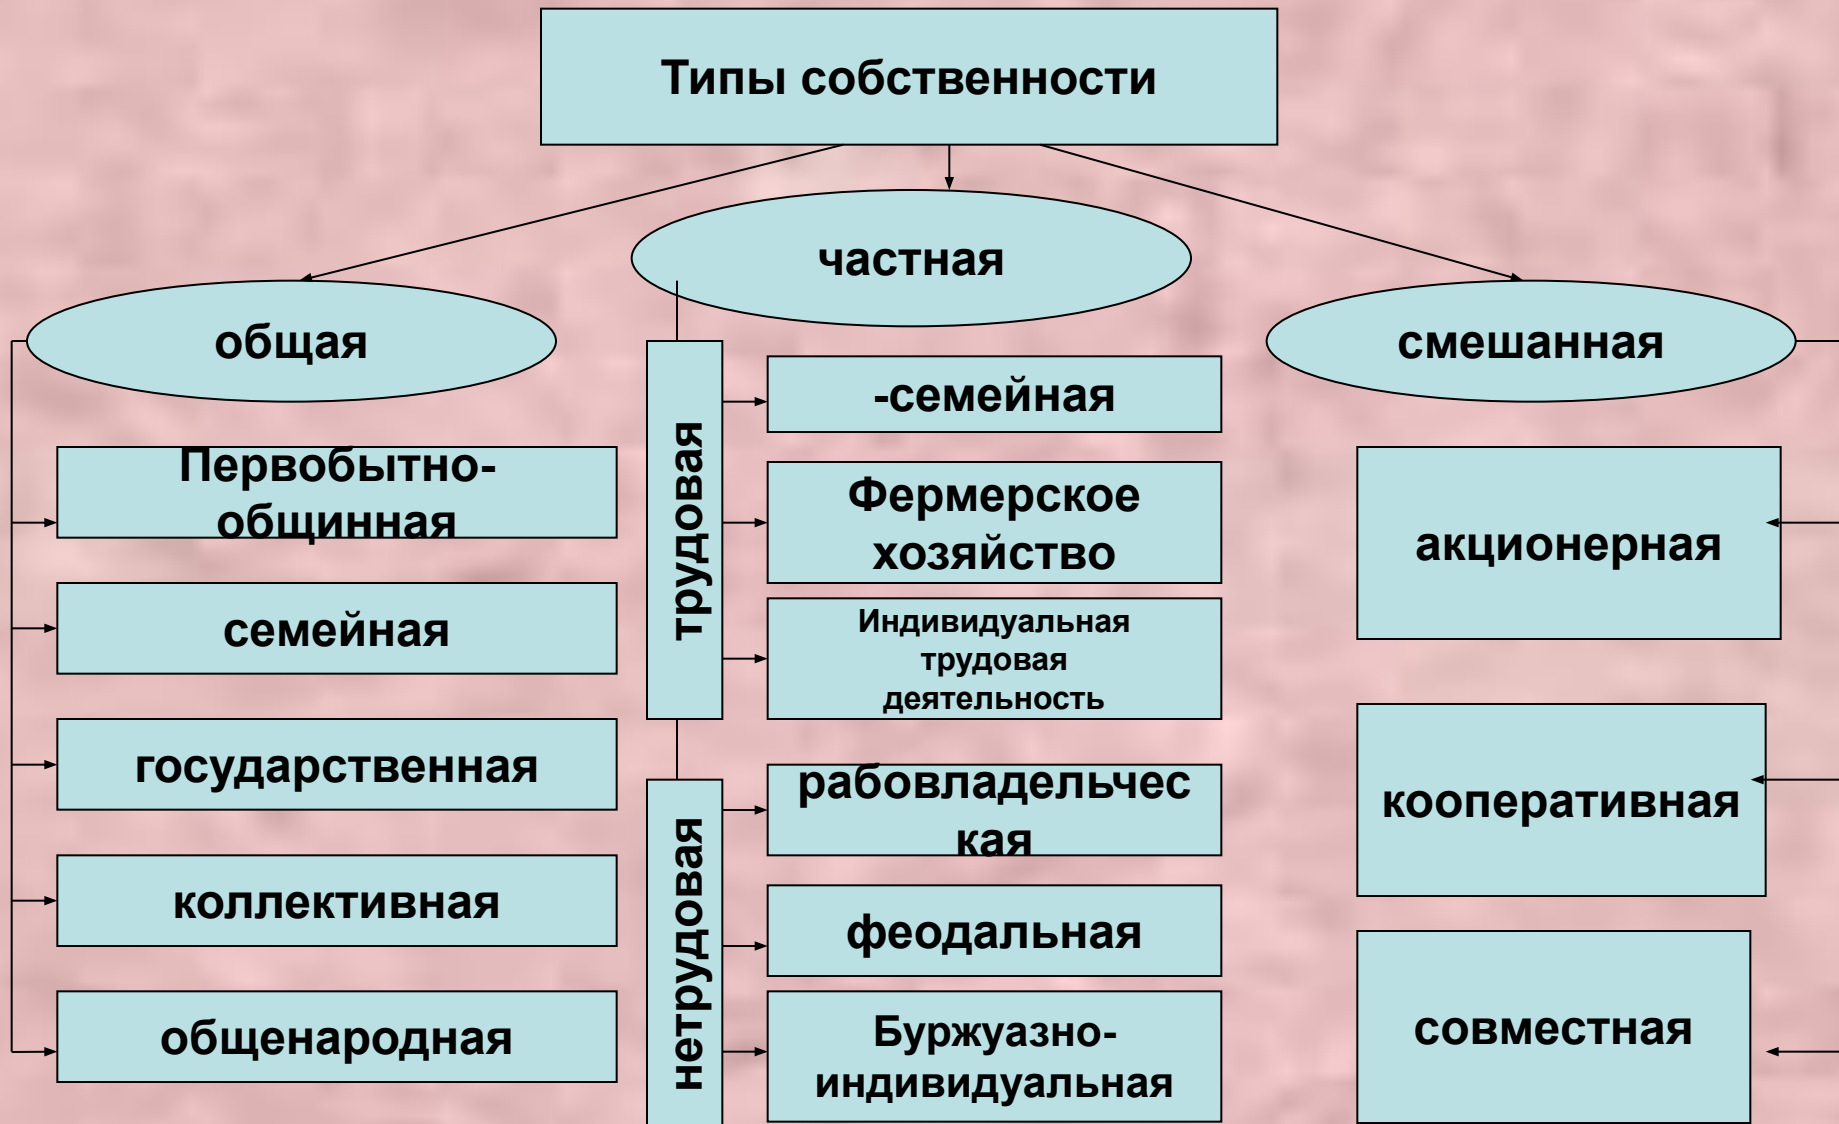 Типы собственности
частная
общая
смешанная
Первобытно-
общинная
семейная
государственная
коллективная
общенародная
трудовая
-семейная
Фермерское
хозяйство
Индивидуальная
трудовая
деятельность
нетрудовая
рабовладельчес
кая
феодальная
Буржуазно-
индивидуальная
акционерная
кооперативная
совместная